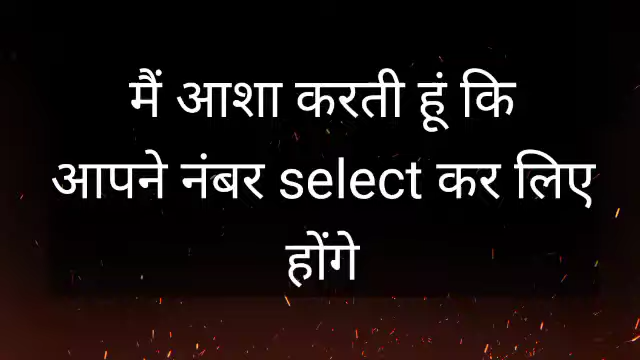 मैं आशा करती हूं कि
आपने नंबर select कर लिए
होंगे